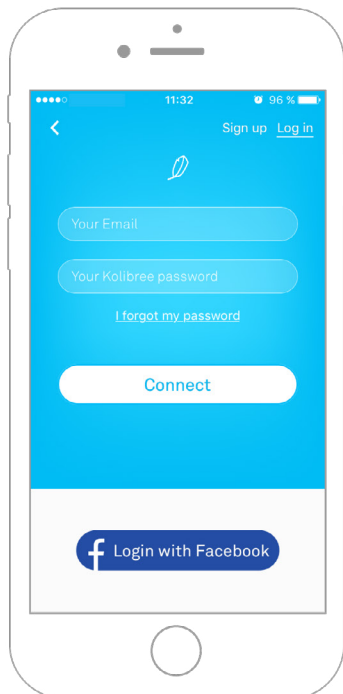 11:32 96 %
Sign up Log in
Your Email
Your Kolibree password
I forgot my password
Connect
f Login with Facebook